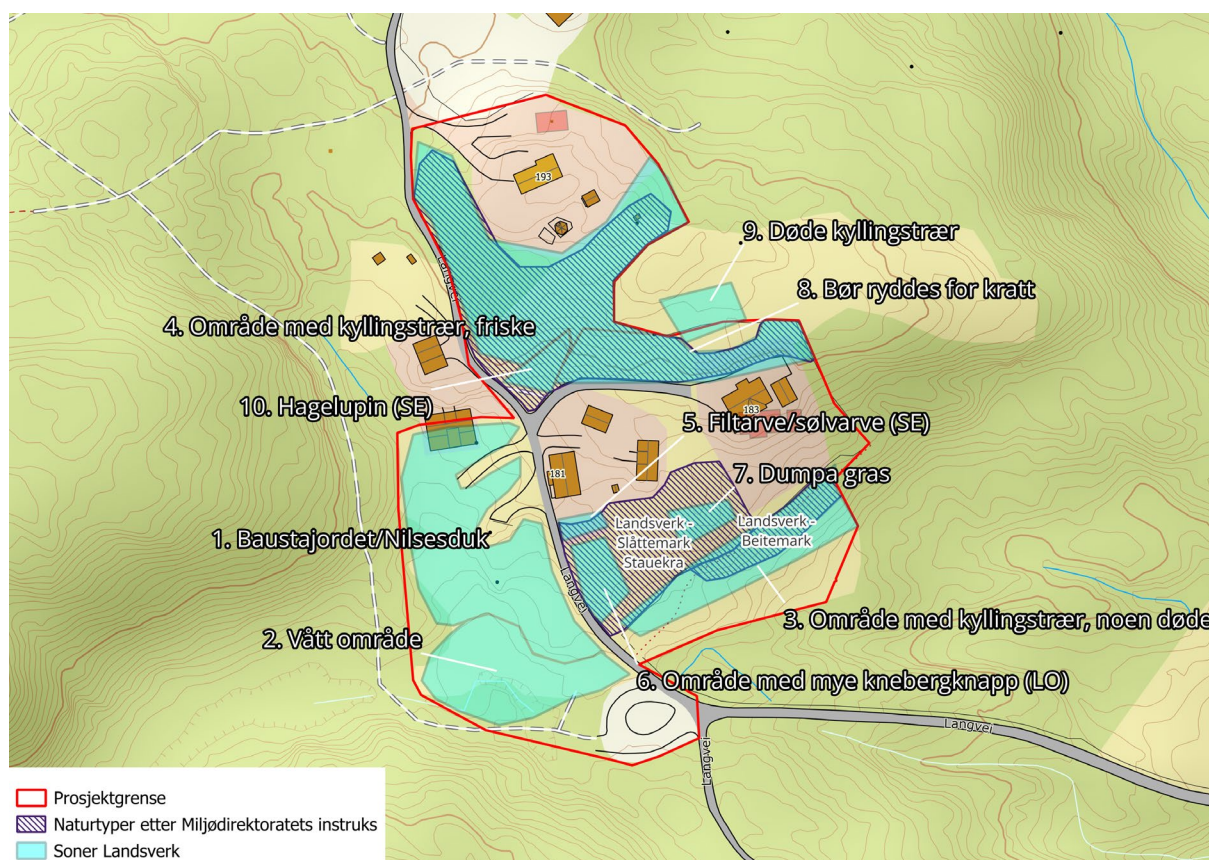 193
9. Døde kyllingstrær
Langvei
8. Bør ryddes for kratt
4. Område med kyllingstrær, friske
10. Hagelupin (SE)
183
5. Filtarve/sølvarve (SE)
181
7. Dumpa gras
Landsverk -
Slåttemark
Stauekra
Landsverk -
Beitemark
1. Baustajordet/Nilsesduk
Langvei
3. Område med kyllingstrær, noen døde
2. Vått område
6. Område med mye knebergknapp (LO)
Langvei
Langvei
Prosjektgrense
Naturtyper etter Miljødirektoratets instruks
Soner Landsverk